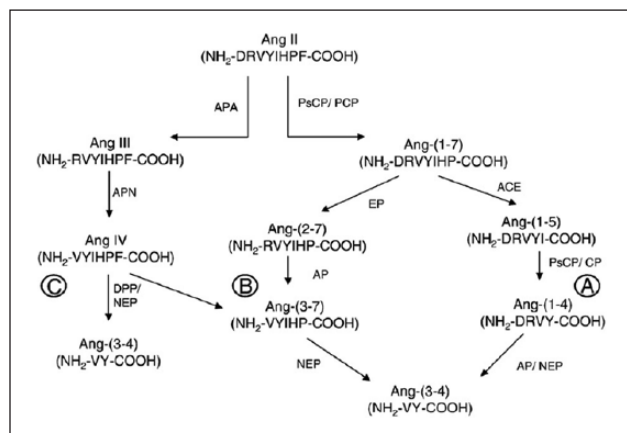 Ang II
(NH₂-DRVYIHPF-COOH)
APA
PsCP/ PCP
Ang III
(NH₂-RVYIHPF-COOH)
Ang-(1-7)
(NH₂-DRVYIHP-COOH)
APN
EP
ACE
Ang IV
(NH₂-VYIHPF-COOH)
Ang-(2-7)
(NH₂-RVYIHP-COOH)
Ang-(1-5)
(NH₂-DRVYI-COOH)
C
DPP/
NEP
B
AP
PsCP/ CP
A
Ang-(3-7)
(NH₂-VYIHP-COOH)
Ang-(1-4)
(NH₂-DRVY-COOH)
Ang-(3-4)
(NH₂-VY-COOH)
NEP
AP/ NEP
Ang-(3-4)
(NH₂-VY-COOH)